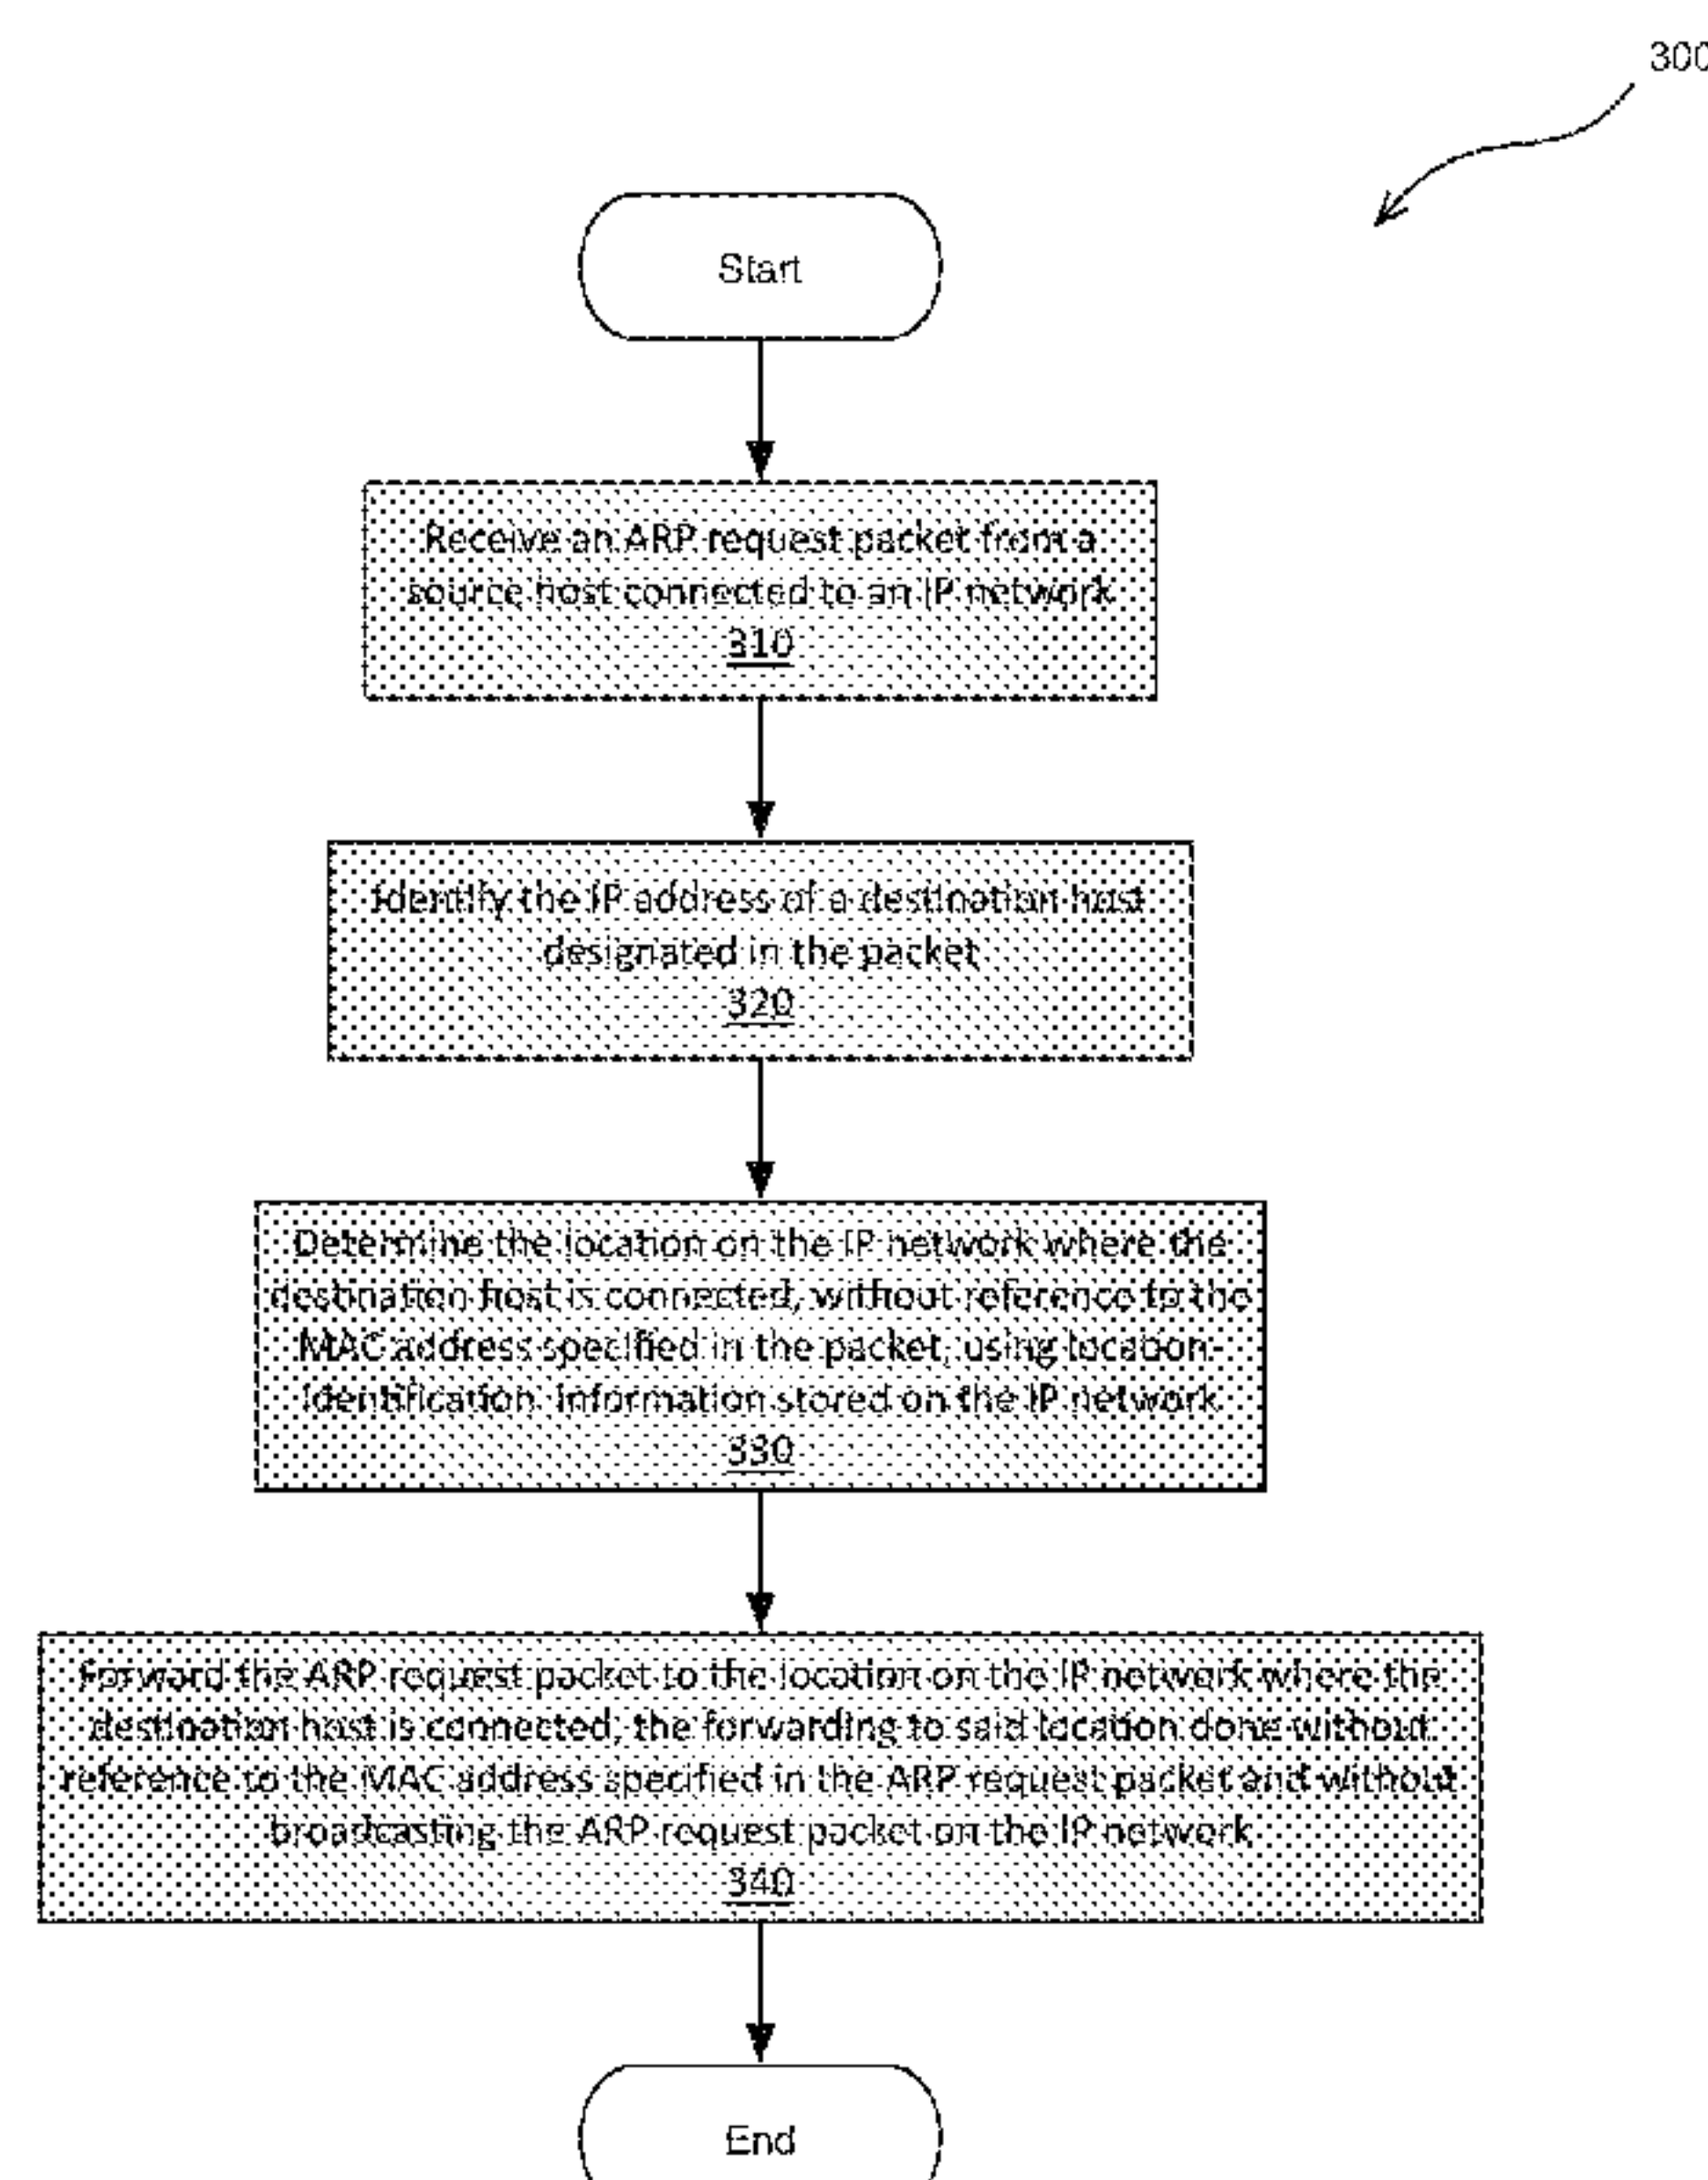 300
Start
Receive an ARP request packet from a
source host connected to an IP network
310
Identify the IP address of a destination host
designated in the packet
320
Determine the location on the IP network where the
destination host is connected, without reference to the
MAC address specified in the packet, using location
identification information stored on the IP network
330
Forward the ARP request packet to the location on the IP network where the
destination host is connected, the forwarding to said location done without
reference to the MAC address specified in the ARP request packet and without
broadcasting the ARP request packet on the IP network
340
End